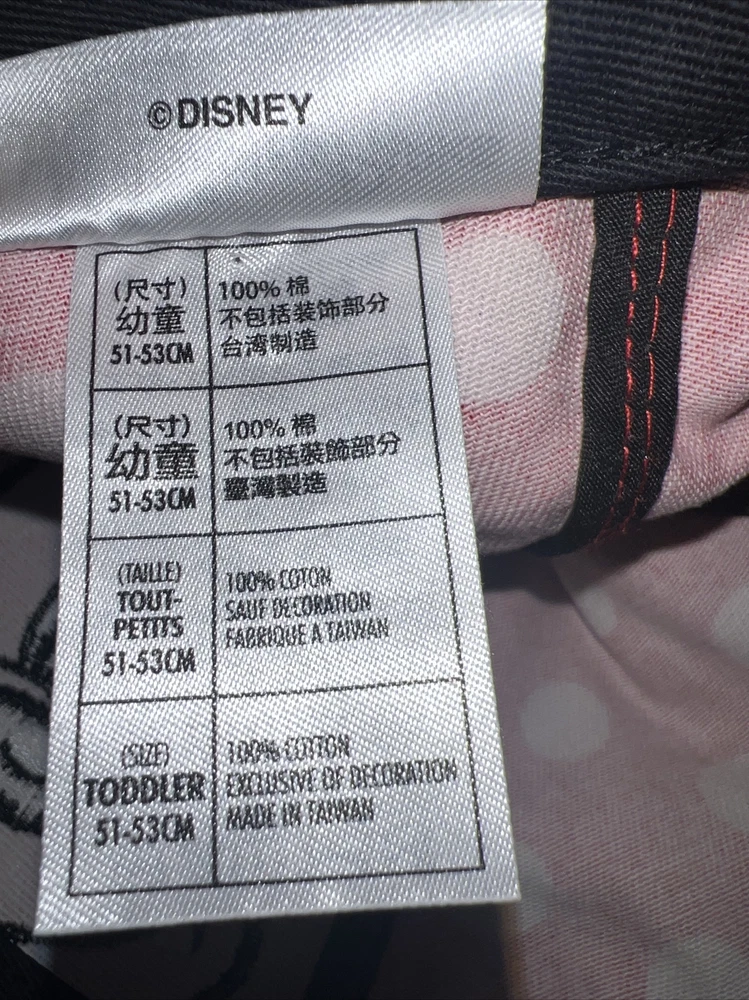 ©DISNEY
(尺寸)
幼童
51-53CM
100% 棉
不包括装饰部分
台湾制造
(尺寸)
幼童
51-53CM
100% 棉
不包括裝飾部分
臺灣製造
(TAILLE)
TOUT-
PETITS
51-53CM
100% COTON
SAUF DECORATION
FABRIQUE A TAIWAN
(SIZE)
TODDLER
51-53CM
100% COTTON
EXCLUSIVE OF DECORATION
MADE IN TAIWAN